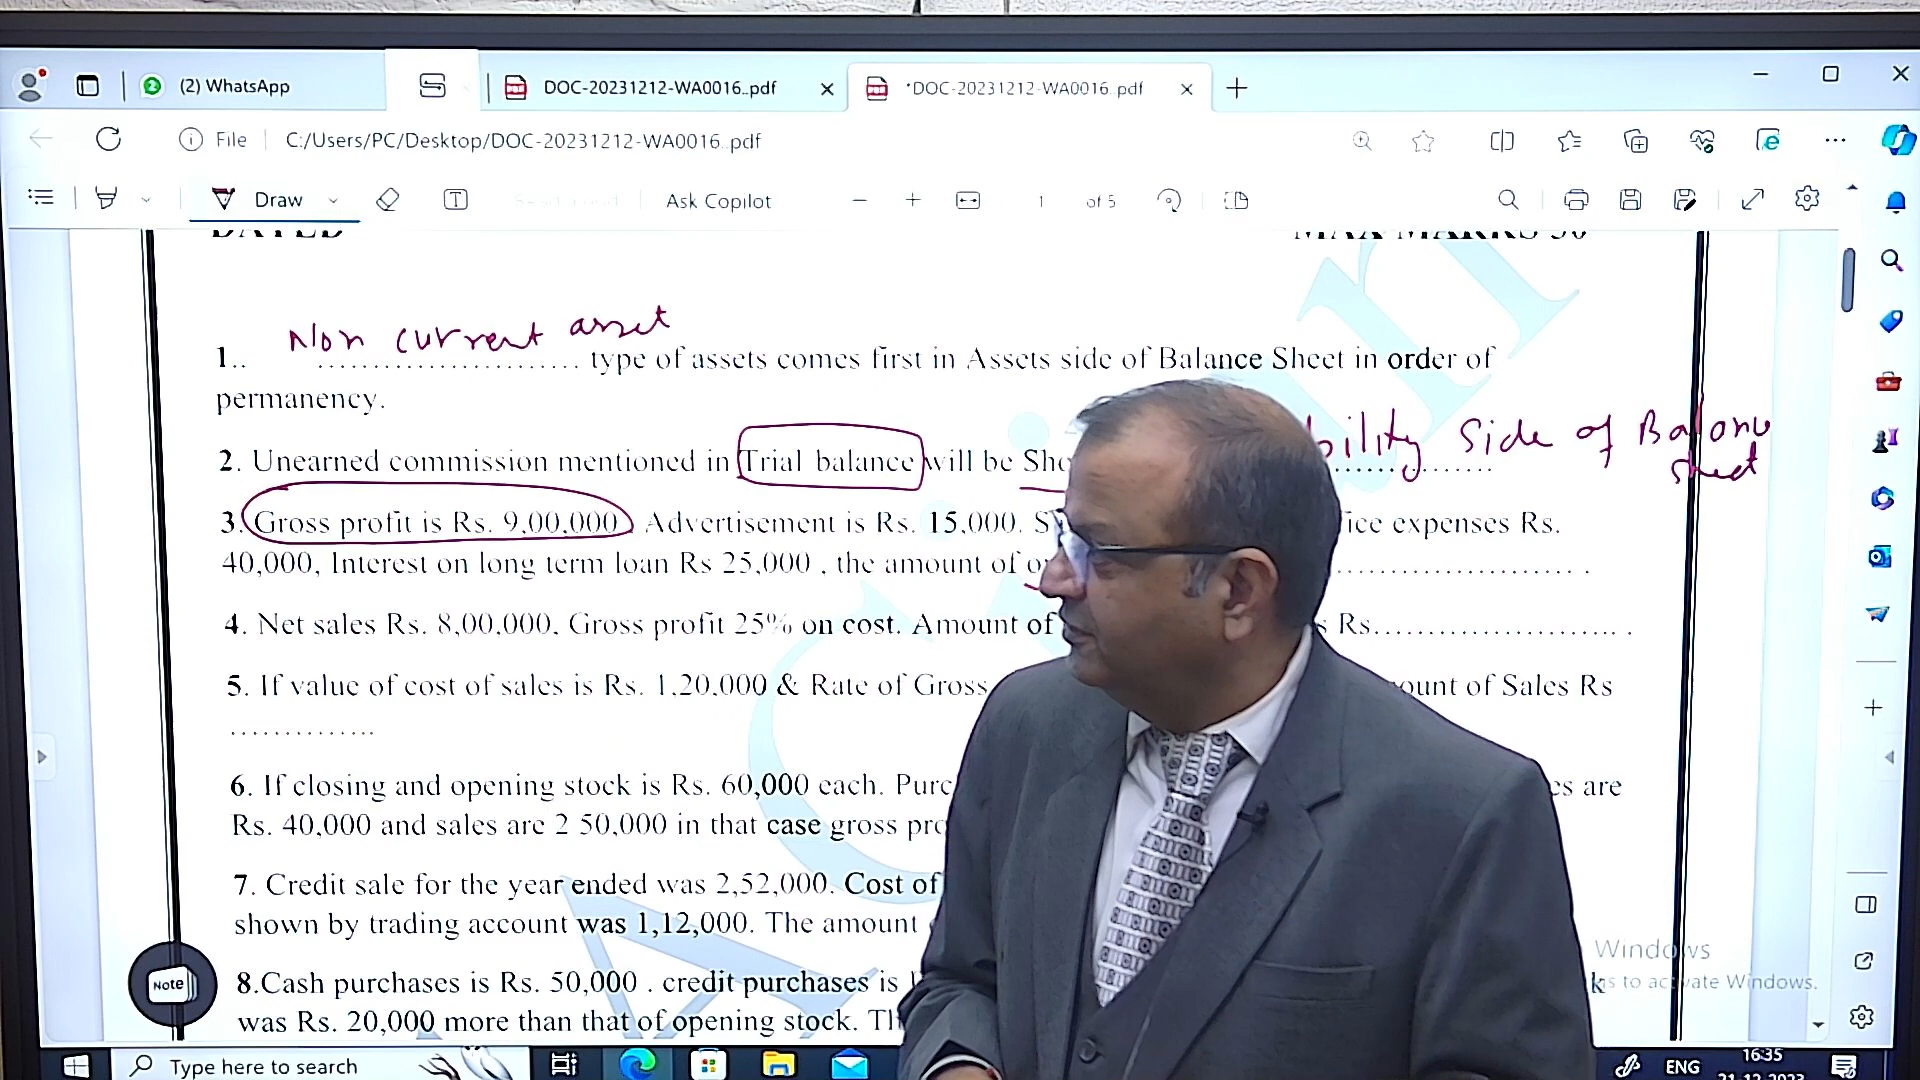 (2) WhatsApp
DOC-20231212-WA0016..pdf
*DOC-20231212-WA0016..pdf
File
C:/Users/PC/Desktop/DOC-20231212-WA0016..pdf
Draw
Ask Copilot
1 of 5
DATED
MAX MARKS 50
Non current asset
1.. .......................... type of assets comes first in Assets side of Balance Sheet in order of
permanency.
bility Side of Balance
Sheet
2. Unearned commission mentioned in Trial balance will be Sho
3. Gross profit is Rs. 9,00,000. Advertisement is Rs. 15,000. S ice expenses Rs.
40,000, Interest on long term loan Rs 25,000 , the amount of o
4. Net sales Rs. 8,00,000. Gross profit 25% on cost. Amount of s Rs.
5. If value of cost of sales is Rs. 1,20,000 & Rate of Gross ount of Sales Rs
..............
6. If closing and opening stock is Rs. 60,000 each. Purc es are
Rs. 40,000 and sales are 2 50,000 in that case gross pro
7. Credit sale for the year ended was 2,52,000. Cost of
shown by trading account was 1,12,000. The amount
8.Cash purchases is Rs. 50,000 . credit purchases is k
was Rs. 20,000 more than that of opening stock. Th
Note
Windows
s to activate Windows.
Type here to search
ENG
16:35
21-12-2023